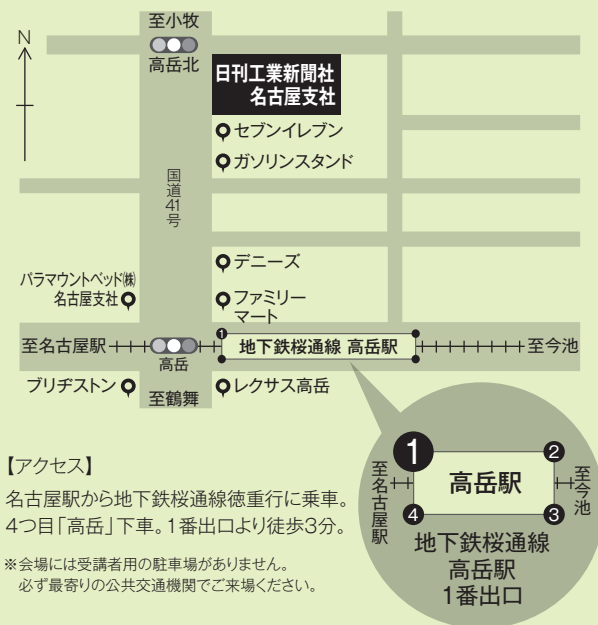 至小牧
N
高岳北
日刊工業新聞社
名古屋支社
セブンイレブン
ガソリンスタンド
国道41号
デニーズ
パラマウントベッド㈱
名古屋支社
ファミリー
マート
至名古屋駅
1
地下鉄桜通線 高岳駅
至今池
高岳
ブリヂストン
至鶴舞
レクサス高岳
【アクセス】
名古屋駅から地下鉄桜通線徳重行に乗車。
4つ目「高岳」下車。1番出口より徒歩3分。
※会場には受講者用の駐車場がありません。
必ず最寄りの公共交通機関でご来場ください。
1
2
至名古屋駅
高岳駅
至今池
4
3
地下鉄桜通線
高岳駅
1番出口